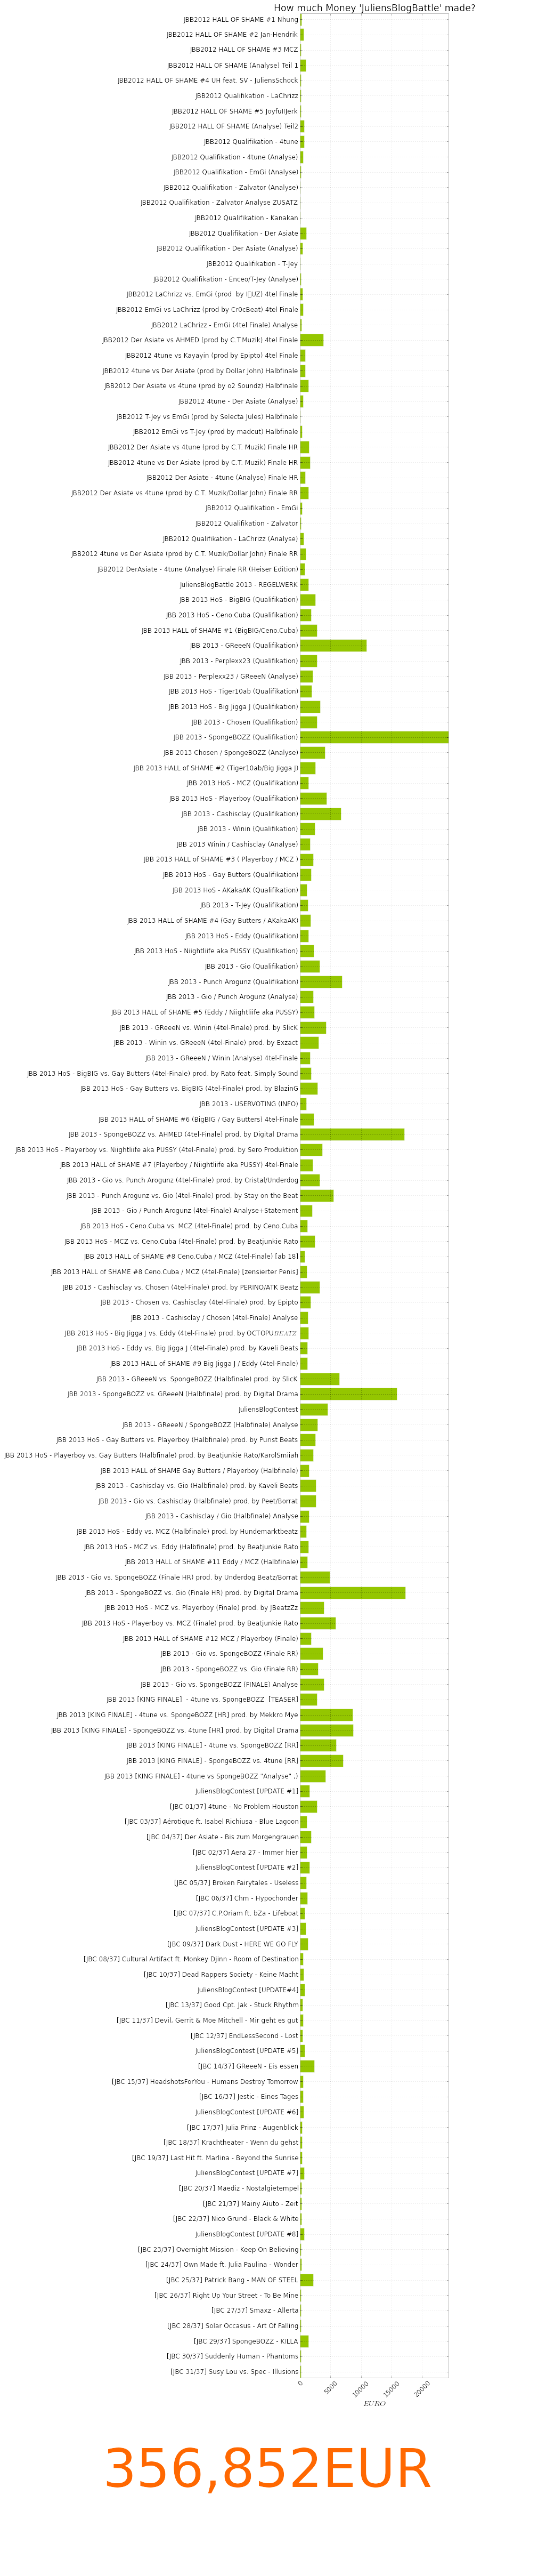 How much Money 'JuliensBlogBattle' made?
JBB2012 HALL OF SHAME #1 Nhung
JBB2012 HALL OF SHAME #2 Jan-Hendrik
JBB2012 HALL OF SHAME #3 MCZ
JBB2012 HALL OF SHAME (Analyse) Teil 1
JBB2012 HALL OF SHAME #4 UH feat. SV - JuliensSchock
JBB2012 Qualifikation - LaChrizz
JBB2012 HALL OF SHAME #5 JoyfullJerk
JBB2012 HALL OF SHAME (Analyse) Teil2
JBB2012 Qualifikation - 4tune
JBB2012 Qualifikation - 4tune (Analyse)
JBB2012 Qualifikation - EmGi (Analyse)
JBB2012 Qualifikation - Zalvator (Analyse)
JBB2012 Qualifikation - Zalvator Analyse ZUSATZ
JBB2012 Qualifikation - Kanakan
JBB2012 Qualifikation - Der Asiate
JBB2012 Qualifikation - Der Asiate (Analyse)
JBB2012 Qualifikation - T-Jey
JBB2012 Qualifikation - Enceo/T-Jey (Analyse)
JBB2012 LaChrizz vs. EmGi (prod by I▯UZ) 4tel Finale
JBB2012 EmGi vs LaChrizz (prod by Cr0cBeat) 4tel Finale
JBB2012 LaChrizz - EmGi (4tel Finale) Analyse
JBB2012 Der Asiate vs AHMED (prod by C.T.Muzik) 4tel Finale
JBB2012 4tune vs Kayayin (prod by Epipto) 4tel Finale
JBB2012 4tune vs Der Asiate (prod by Dollar John) Halbfinale
JBB2012 Der Asiate vs 4tune (prod by o2 Soundz) Halbfinale
JBB2012 4tune - Der Asiate (Analyse)
JBB2012 T-Jey vs EmGi (prod by Selecta Jules) Halbfinale
JBB2012 EmGi vs T-Jey (prod by madcut) Halbfinale
JBB2012 Der Asiate vs 4tune (prod by C.T. Muzik) Finale HR
JBB2012 4tune vs Der Asiate (prod by C.T. Muzik) Finale HR
JBB2012 Der Asiate - 4tune (Analyse) Finale HR
JBB2012 Der Asiate vs 4tune (prod by C.T. Muzik/Dollar John) Finale RR
JBB2012 Qualifikation - EmGi
JBB2012 Qualifikation - Zalvator
JBB2012 Qualifikation - LaChrizz (Analyse)
JBB2012 4tune vs Der Asiate (prod by C.T. Muzik/Dollar John) Finale RR
JBB2012 DerAsiate - 4tune (Analyse) Finale RR (Heiser Edition)
JuliensBlogBattle 2013 - REGELWERK
JBB 2013 HoS - BigBIG (Qualifikation)
JBB 2013 HoS - Ceno.Cuba (Qualifikation)
JBB 2013 HALL of SHAME #1 (BigBIG/Ceno.Cuba)
JBB 2013 - GReeeN (Qualifikation)
JBB 2013 - Perplexx23 (Qualifikation)
JBB 2013 - Perplexx23 / GReeeN (Analyse)
JBB 2013 HoS - Tiger10ab (Qualifikation)
JBB 2013 HoS - Big Jigga J (Qualifikation)
JBB 2013 - Chosen (Qualifikation)
JBB 2013 - SpongeBOZZ (Qualifikation)
JBB 2013 Chosen / SpongeBOZZ (Analyse)
JBB 2013 HALL of SHAME #2 (Tiger10ab/Big Jigga J)
JBB 2013 HoS - MCZ (Qualifikation)
JBB 2013 HoS - Playerboy (Qualifikation)
JBB 2013 - Cashisclay (Qualifikation)
JBB 2013 - Winin (Qualifikation)
JBB 2013 Winin / Cashisclay (Analyse)
JBB 2013 HALL of SHAME #3 ( Playerboy / MCZ )
JBB 2013 HoS - Gay Butters (Qualifikation)
JBB 2013 HoS - AKakaAK (Qualifikation)
JBB 2013 - T-Jey (Qualifikation)
JBB 2013 HALL of SHAME #4 (Gay Butters / AKakaAK)
JBB 2013 HoS - Eddy (Qualifikation)
JBB 2013 HoS - Niightliife aka PUSSY (Qualifikation)
JBB 2013 - Gio (Qualifikation)
JBB 2013 - Punch Arogunz (Qualifikation)
JBB 2013 - Gio / Punch Arogunz (Analyse)
JBB 2013 HALL of SHAME #5 (Eddy / Niightliife aka PUSSY)
JBB 2013 - GReeeN vs. Winin (4tel-Finale) prod. by SlicK
JBB 2013 - Winin vs. GReeeN (4tel-Finale) prod. by Exzact
JBB 2013 - GReeeN / Winin (Analyse) 4tel-Finale
JBB 2013 HoS - BigBIG vs. Gay Butters (4tel-Finale) prod. by Rato feat. Simply Sound
JBB 2013 HoS - Gay Butters vs. BigBIG (4tel-Finale) prod. by BlazinG
JBB 2013 - USERVOTING (INFO)
JBB 2013 HALL of SHAME #6 (BigBIG / Gay Butters) 4tel-Finale
JBB 2013 - SpongeBOZZ vs. AHMED (4tel-Finale) prod. by Digital Drama
JBB 2013 HoS - Playerboy vs. Niightliife aka PUSSY (4tel-Finale) prod. by Sero Produktion
JBB 2013 HALL of SHAME #7 (Playerboy / Niightliife aka PUSSY) 4tel-Finale
JBB 2013 - Gio vs. Punch Arogunz (4tel-Finale) prod. by Cristal/Underdog
JBB 2013 - Punch Arogunz vs. Gio (4tel-Finale) prod. by Stay on the Beat
JBB 2013 - Gio / Punch Arogunz (4tel-Finale) Analyse+Statement
JBB 2013 HoS - Ceno.Cuba vs. MCZ (4tel-Finale) prod. by Ceno.Cuba
JBB 2013 HoS - MCZ vs. Ceno.Cuba (4tel-Finale) prod. by Beatjunkie Rato
JBB 2013 HALL of SHAME #8 Ceno.Cuba / MCZ (4tel-Finale) [ab 18]
JBB 2013 HALL of SHAME #8 Ceno.Cuba / MCZ (4tel-Finale) [zensierter Penis]
JBB 2013 - Cashisclay vs. Chosen (4tel-Finale) prod. by PERINO/ATK Beatz
JBB 2013 - Chosen vs. Cashisclay (4tel-Finale) prod. by Epipto
JBB 2013 - Cashisclay / Chosen (4tel-Finale) Analyse
JBB 2013 HoS - Big Jigga J vs. Eddy (4tel-Finale) prod. by OCTOPUBEATZ
JBB 2013 HoS - Eddy vs. Big Jigga J (4tel-Finale) prod. by Kaveli Beats
JBB 2013 HALL of SHAME #9 Big Jigga J / Eddy (4tel-Finale)
JBB 2013 - GReeeN vs. SpongeBOZZ (Halbfinale) prod. by SlicK
JBB 2013 - SpongeBOZZ vs. GReeeN (Halbfinale) prod. by Digital Drama
JuliensBlogContest
JBB 2013 - GReeeN / SpongeBOZZ (Halbfinale) Analyse
JBB 2013 HoS - Gay Butters vs. Playerboy (Halbfinale) prod. by Purist Beats
JBB 2013 HoS - Playerboy vs. Gay Butters (Halbfinale) prod. by Beatjunkie Rato/KarolSmiiah
JBB 2013 HALL of SHAME Gay Butters / Playerboy (Halbfinale)
JBB 2013 - Cashisclay vs. Gio (Halbfinale) prod. by Kaveli Beats
JBB 2013 - Gio vs. Cashisclay (Halbfinale) prod. by Peet/Borrat
JBB 2013 - Cashisclay / Gio (Halbfinale) Analyse
JBB 2013 HoS - Eddy vs. MCZ (Halbfinale) prod. by Hundemarktbeatz
JBB 2013 HoS - MCZ vs. Eddy (Halbfinale) prod. by Beatjunkie Rato
JBB 2013 HALL of SHAME #11 Eddy / MCZ (Halbfinale)
JBB 2013 - Gio vs. SpongeBOZZ (Finale HR) prod. by Underdog Beatz/Borrat
JBB 2013 - SpongeBOZZ vs. Gio (Finale HR) prod. by Digital Drama
JBB 2013 HoS - MCZ vs. Playerboy (Finale) prod. by JBeatzZz
JBB 2013 HoS - Playerboy vs. MCZ (Finale) prod. by Beatjunkie Rato
JBB 2013 HALL of SHAME #12 MCZ / Playerboy (Finale)
JBB 2013 - Gio vs. SpongeBOZZ (Finale RR)
JBB 2013 - SpongeBOZZ vs. Gio (Finale RR)
JBB 2013 - Gio vs. SpongeBOZZ (FINALE) Analyse
JBB 2013 [KING FINALE] - 4tune vs. SpongeBOZZ [TEASER]
JBB 2013 [KING FINALE] - 4tune vs. SpongeBOZZ [HR] prod. by Mekkro Mye
JBB 2013 [KING FINALE] - SpongeBOZZ vs. 4tune [HR] prod. by Digital Drama
JBB 2013 [KING FINALE] - 4tune vs. SpongeBOZZ [RR]
JBB 2013 [KING FINALE] - SpongeBOZZ vs. 4tune [RR]
JBB 2013 [KING FINALE] - 4tune vs SpongeBOZZ "Analyse" ;)
JuliensBlogContest [UPDATE #1]
[JBC 01/37] 4tune - No Problem Houston
[JBC 03/37] Aérotique ft. Isabel Richiusa - Blue Lagoon
[JBC 04/37] Der Asiate - Bis zum Morgengrauen
[JBC 02/37] Aera 27 - Immer hier
JuliensBlogContest [UPDATE #2]
[JBC 05/37] Broken Fairytales - Useless
[JBC 06/37] Chm - Hypochonder
[JBC 07/37] C.P.Oriam ft. bZa - Lifeboat
JuliensBlogContest [UPDATE #3]
[JBC 09/37] Dark Dust - HERE WE GO FLY
[JBC 08/37] Cultural Artifact ft. Monkey Djinn - Room of Destination
[JBC 10/37] Dead Rappers Society - Keine Macht
JuliensBlogContest [UPDATE#4]
[JBC 13/37] Good Cpt. Jak - Stuck Rhythm
[JBC 11/37] Devil, Gerrit & Moe Mitchell - Mir geht es gut
[JBC 12/37] EndLessSecond - Lost
JuliensBlogContest [UPDATE #5]
[JBC 14/37] GReeeN - Eis essen
[JBC 15/37] HeadshotsForYou - Humans Destroy Tomorrow
[JBC 16/37] Jestic - Eines Tages
JuliensBlogContest [UPDATE #6]
[JBC 17/37] Julia Prinz - Augenblick
[JBC 18/37] Krachtheater - Wenn du gehst
[JBC 19/37] Last Hit ft. Marlina - Beyond the Sunrise
JuliensBlogContest [UPDATE #7]
[JBC 20/37] Maediz - Nostalgietempel
[JBC 21/37] Mainy Aiuto - Zeit
[JBC 22/37] Nico Grund - Black & White
JuliensBlogContest [UPDATE #8]
[JBC 23/37] Overnight Mission - Keep On Believing
[JBC 24/37] Own Made ft. Julia Paulina - Wonder
[JBC 25/37] Patrick Bang - MAN OF STEEL
[JBC 26/37] Right Up Your Street - To Be Mine
[JBC 27/37] Smaxz - Allerta
[JBC 28/37] Solar Occasus - Art Of Falling
[JBC 29/37] SpongeBOZZ - KILLA
[JBC 30/37] Suddenly Human - Phantoms
[JBC 31/37] Susy Lou vs. Spec - Illusions
0 5000 10000 15000 20000
EURO
356,852EUR